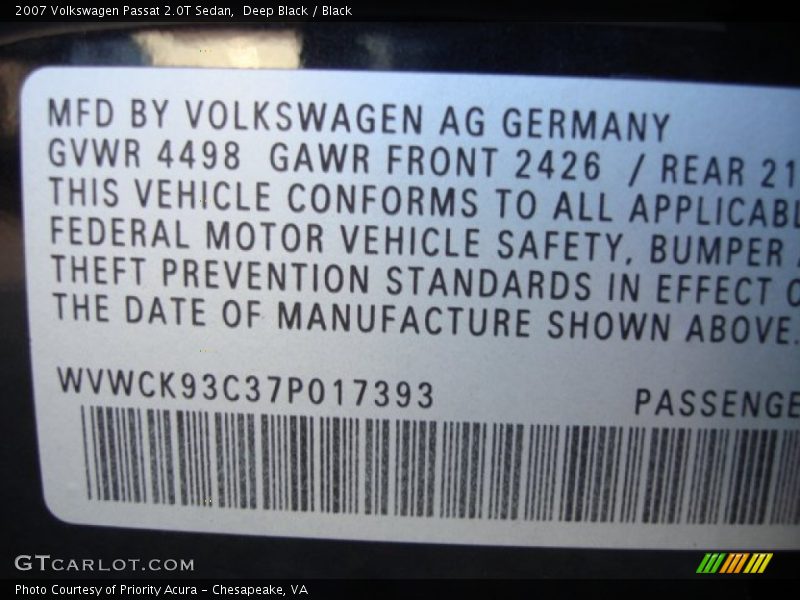 2007 Volkswagen Passat 2.0T Sedan,  Deep Black / Black
MFD BY VOLKSWAGEN AG GERMANY
GVWR 4498  GAWR FRONT 2426  / REAR 21
THIS VEHICLE CONFORMS TO ALL APPLICABL
FEDERAL MOTOR VEHICLE SAFETY, BUMPER
THEFT PREVENTION STANDARDS IN EFFECT O
THE DATE OF MANUFACTURE SHOWN ABOVE.
WVWCK93C37P017393
PASSENGE
GTCARLOT.COM
Photo Courtesy of Priority Acura - Chesapeake, VA